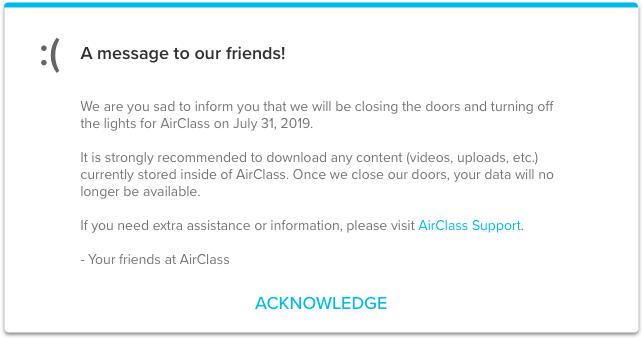 :(
A message to our friends!
We are you sad to inform you that we will be closing the doors and turning off
the lights for AirClass on July 31, 2019.
It is strongly recommended to download any content (videos, uploads, etc.)
currently stored inside of AirClass. Once we close our doors, your data will no
longer be available.
If you need extra assistance or information, please visit AirClass Support.
- Your friends at AirClass
ACKNOWLEDGE